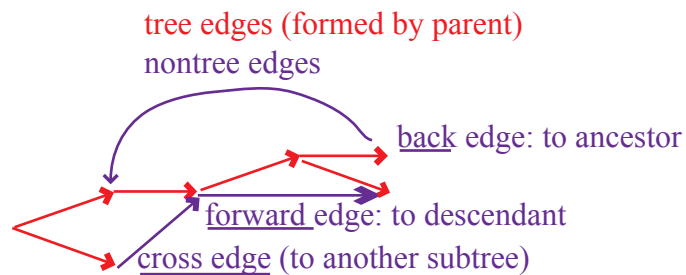 tree edges (formed by parent)
nontree edges
back edge: to ancestor
forward edge: to descendant
cross edge (to another subtree)